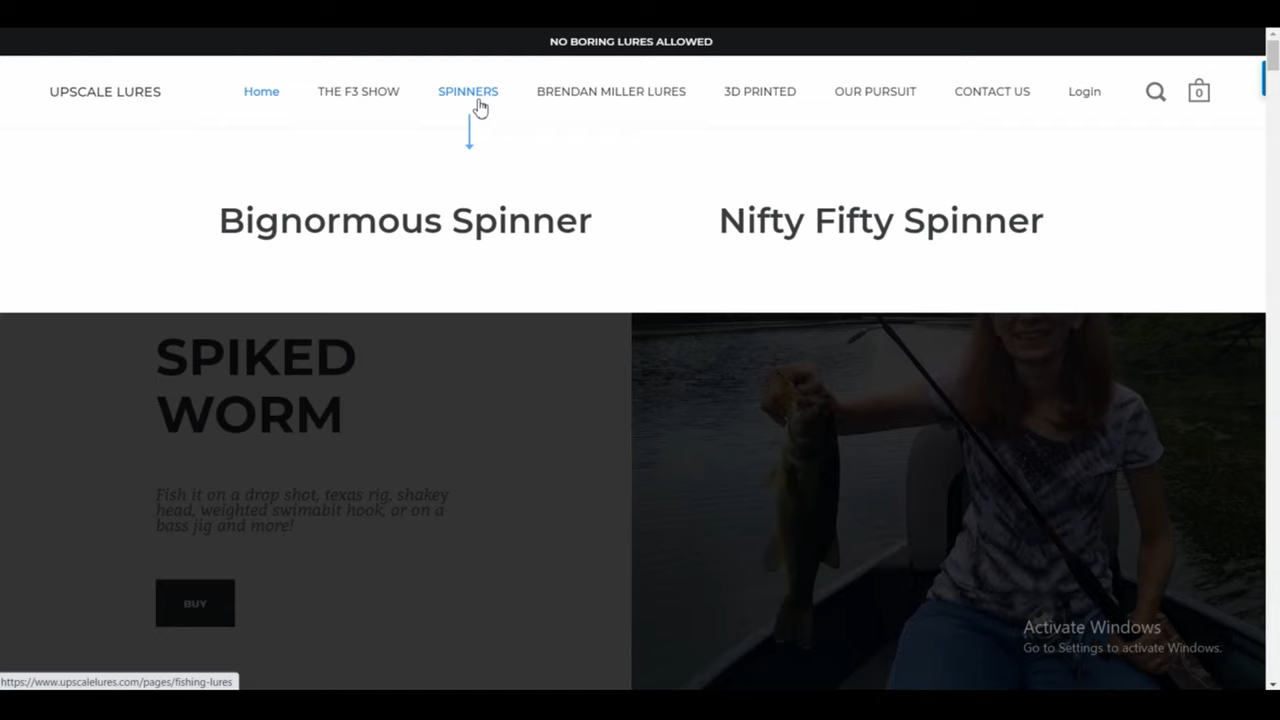 NO BORING LURES ALLOWED
UPSCALE LURES
Home
THE F3 SHOW
SPINNERS
BRENDAN MILLER LURES
3D PRINTED
OUR PURSUIT
CONTACT US
Login
0
Bignormous Spinner
Nifty Fifty Spinner
SPIKED
WORM
Fish it on a drop shot, texas rig, shakey
head, weighted swimabit hook, or on a
bass jig and more!
BUY
Activate Windows
Go to Settings to activate Windows.
https://www.upscalelures.com/pages/fishing-lures